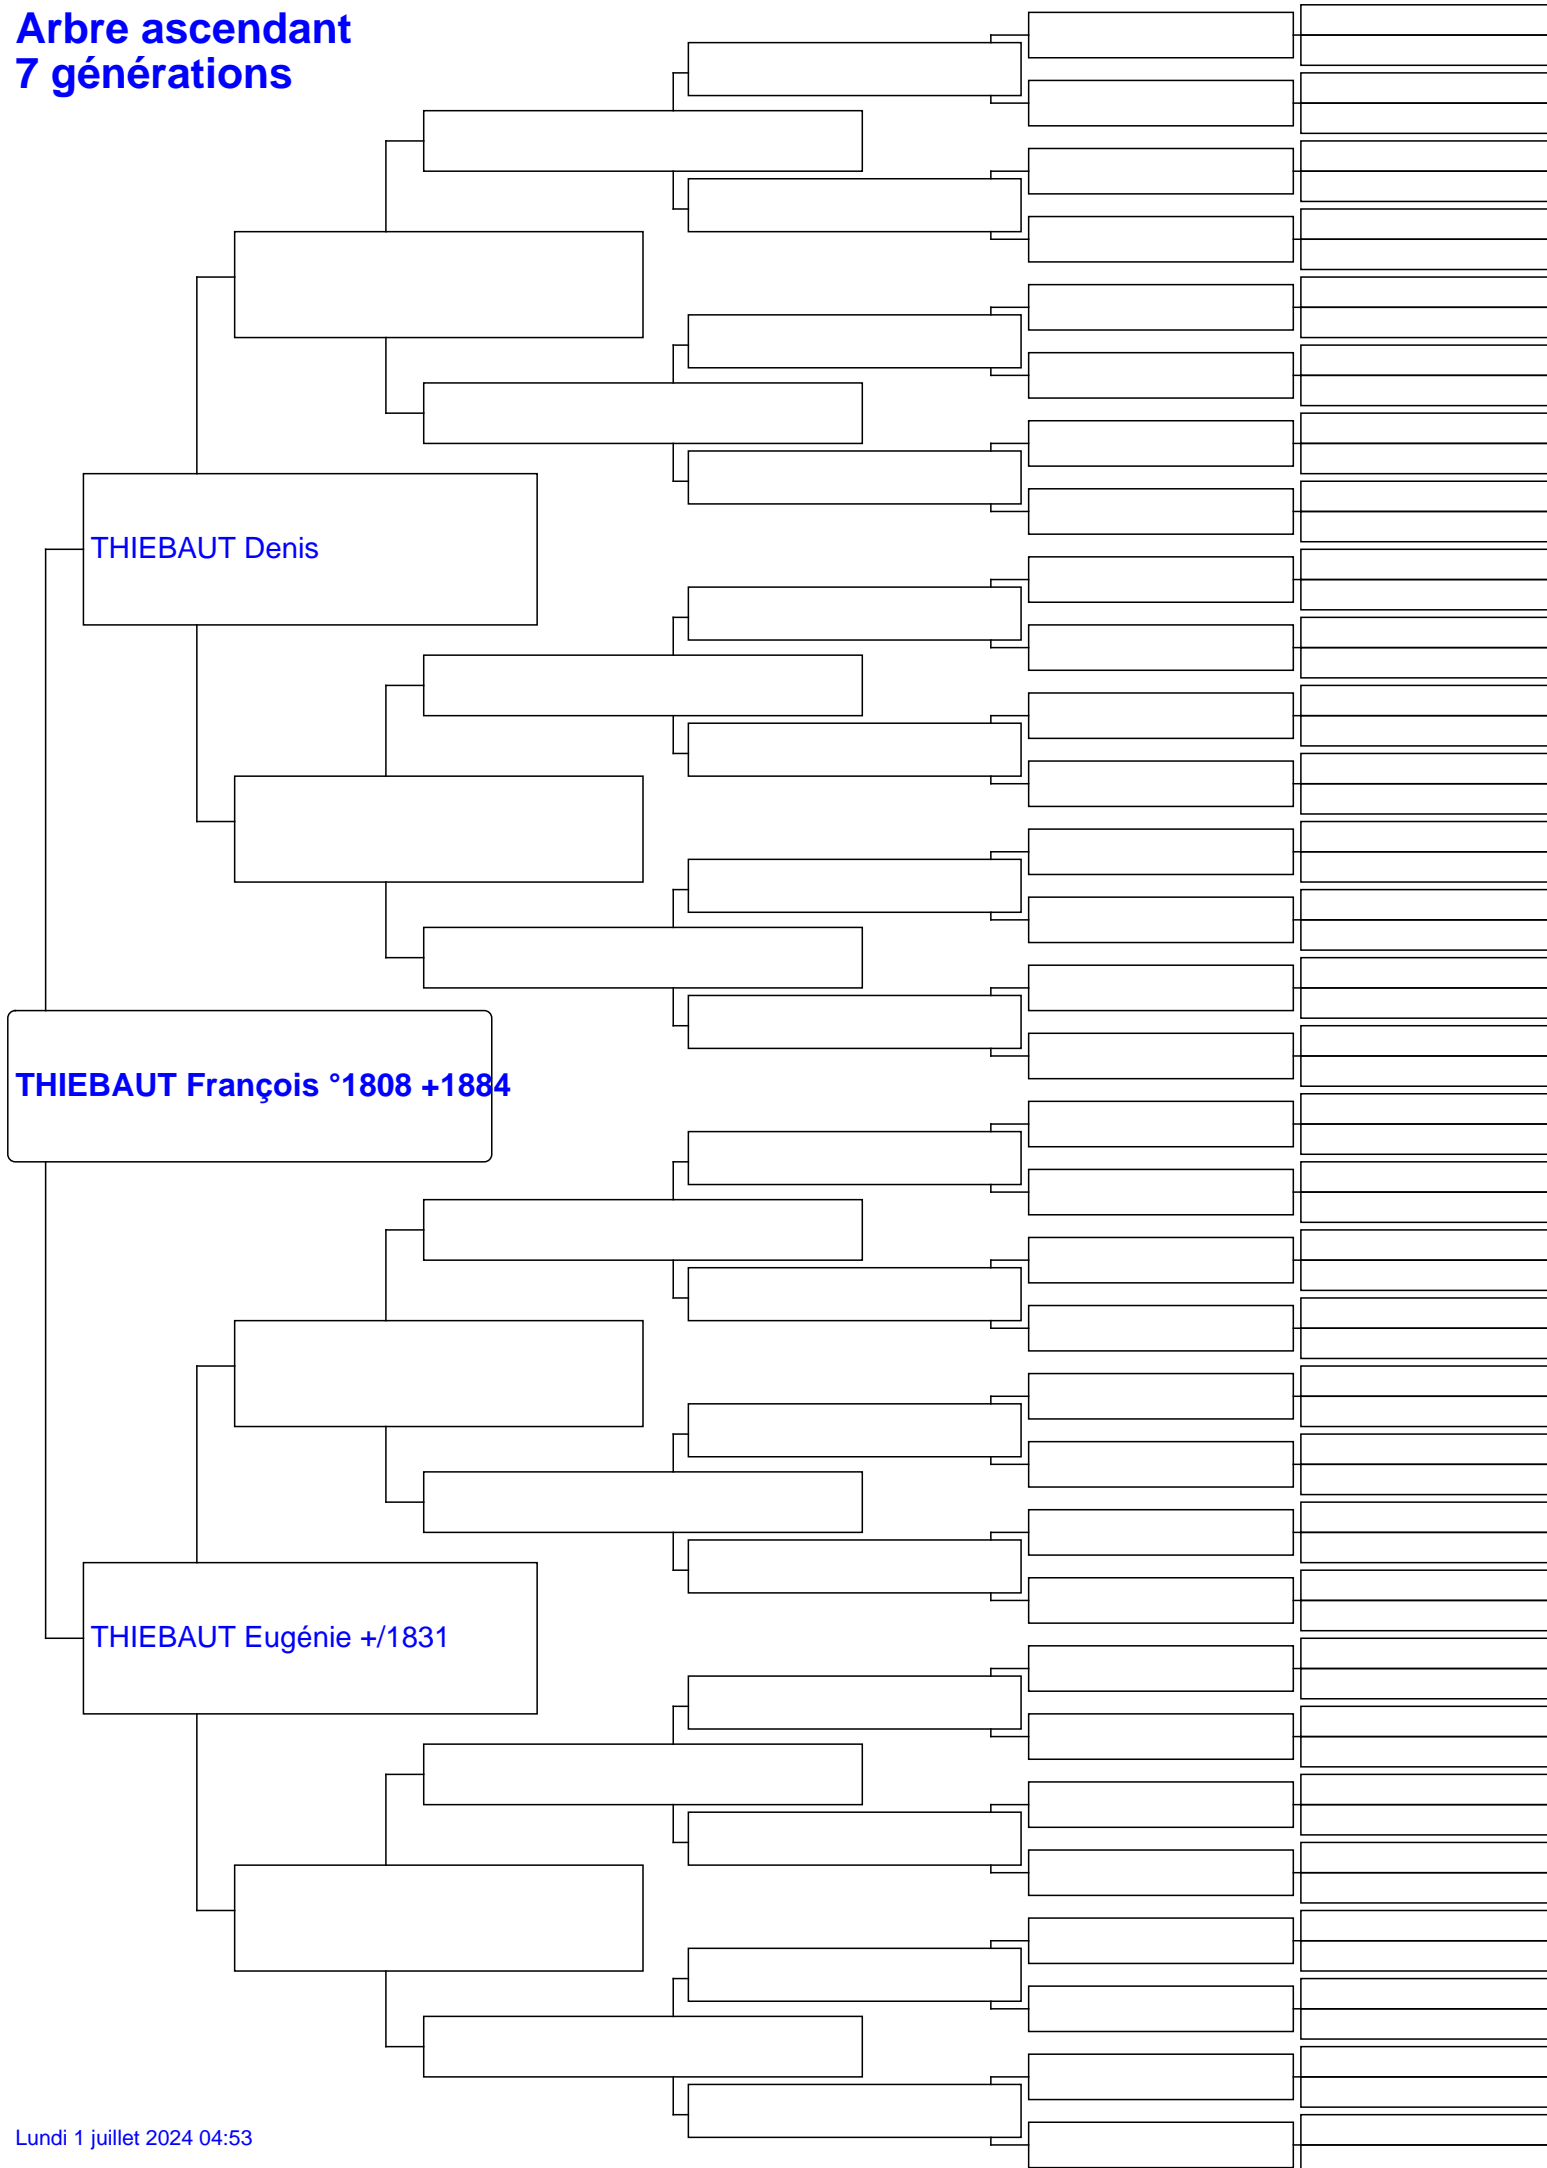 Arbre ascendant
7 générations
THIEBAUT Denis
THIEBAUT François °1808 +1884
THIEBAUT Eugénie +/1831
Lundi 1 juillet 2024 04:53